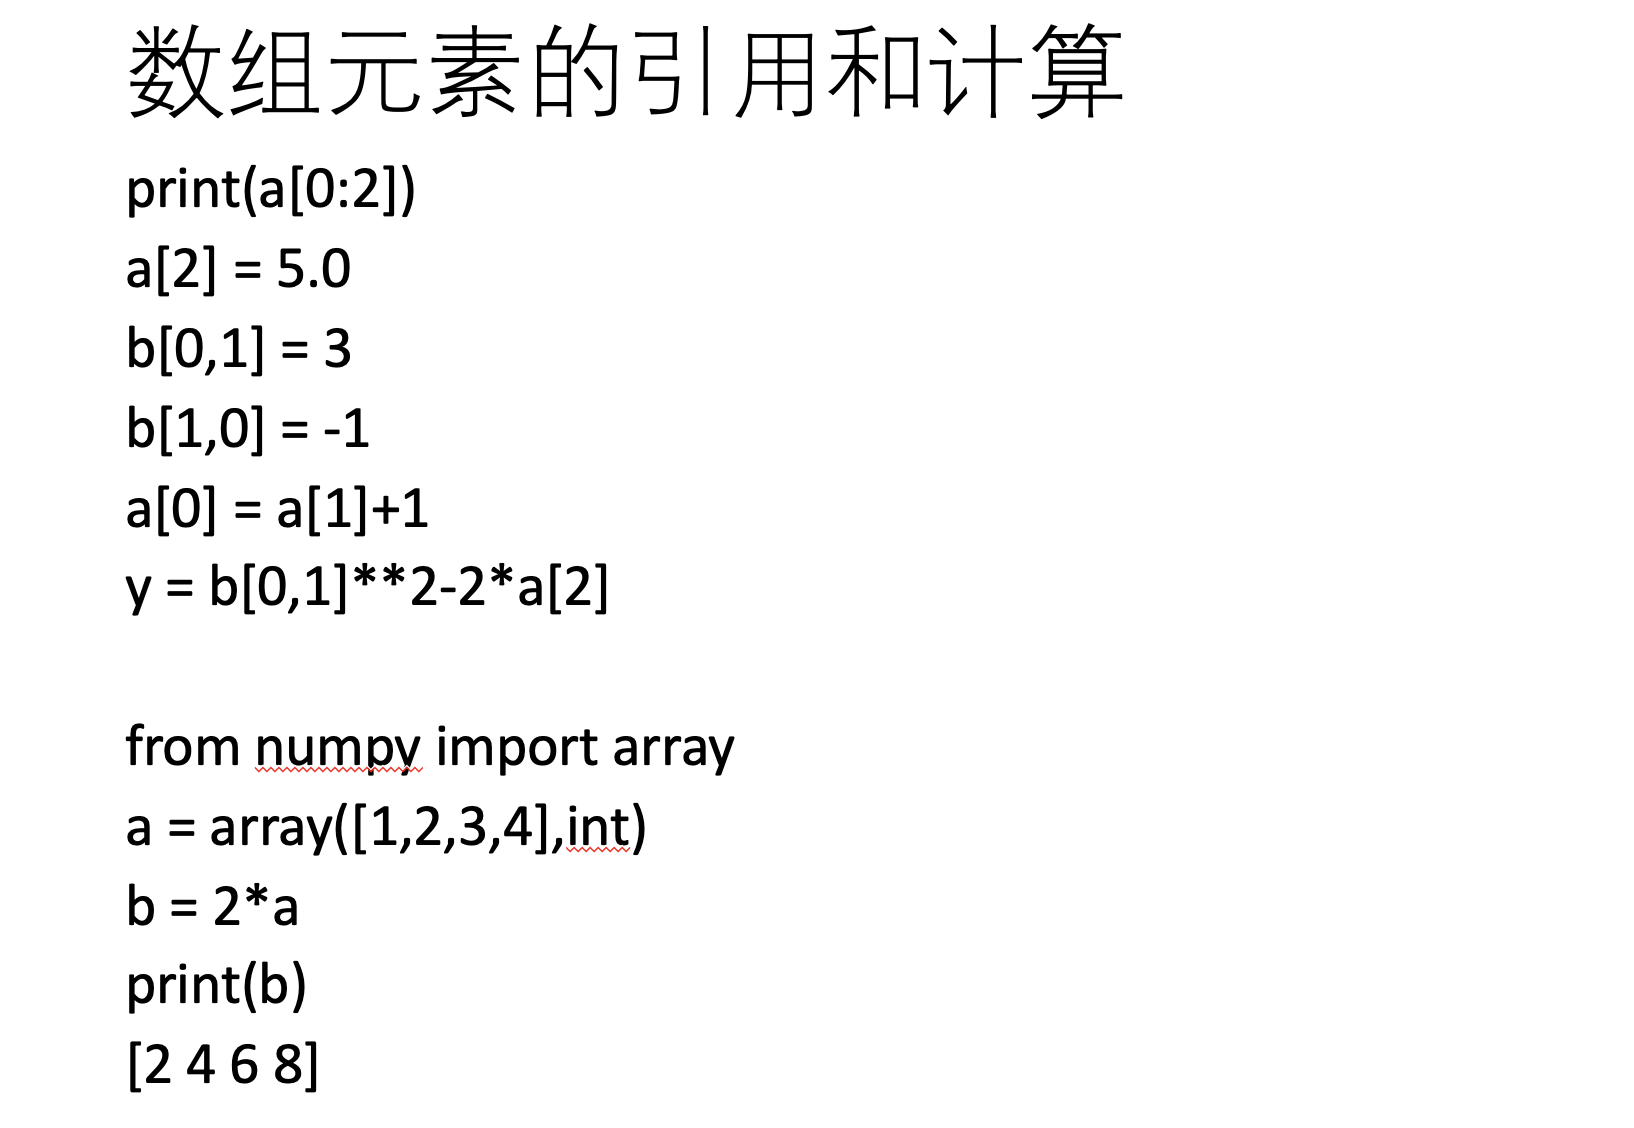 数组元素的引用和计算
print(a[0:2])
a[2] = 5.0
b[0,1] = 3
b[1,0] = -1
a[0] = a[1]+1
y = b[0,1]**2-2*a[2]
from numpy import array
a = array([1,2,3,4],int)
b = 2*a
print(b)
[2 4 6 8]